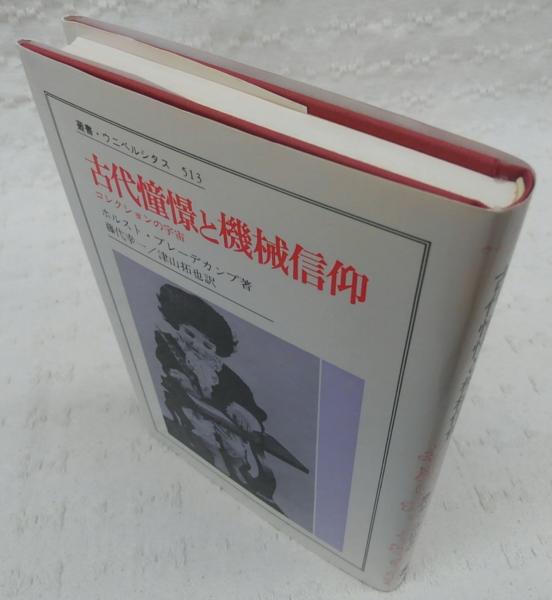 叢書・ウニベルシタス 513
古代憧憬と機械信仰
コレクションの宇宙
ホルスト・ブレーデカンプ著
藤代幸一/津山拓也訳